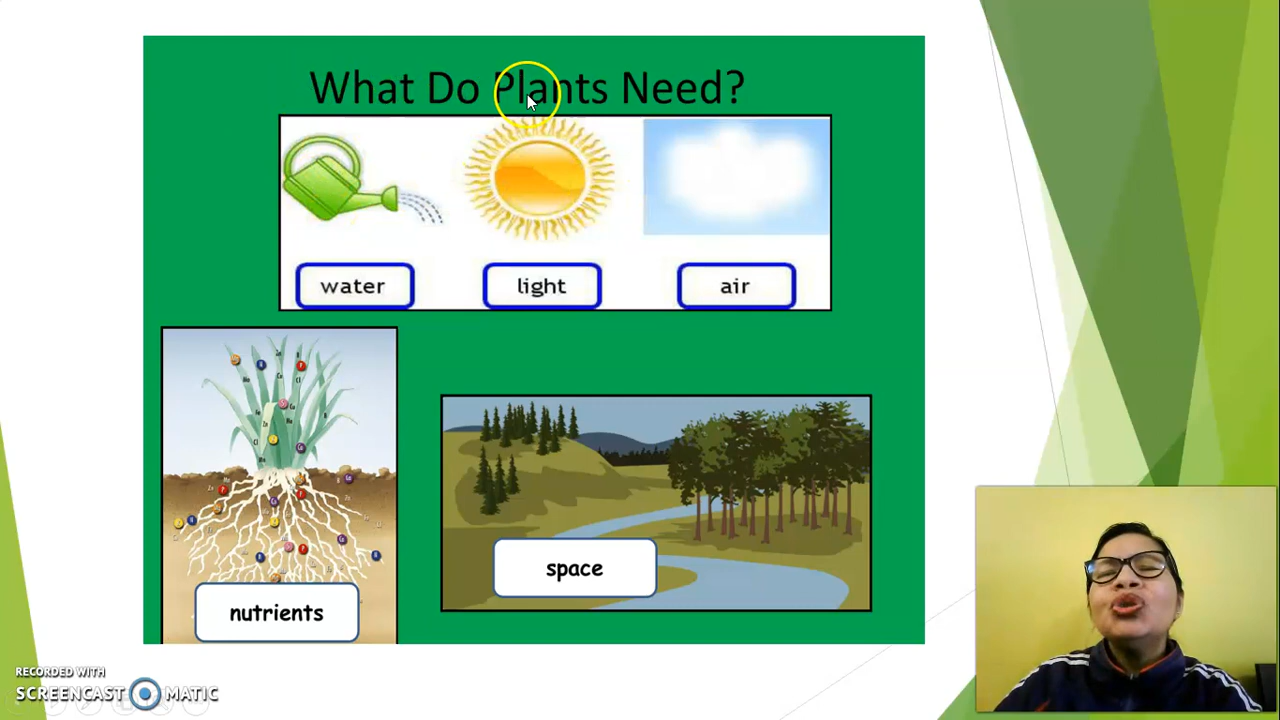 What Do Plants Need?
water
light
air
nutrients
space
RECORDED WITH
SCREENCAST MATIC